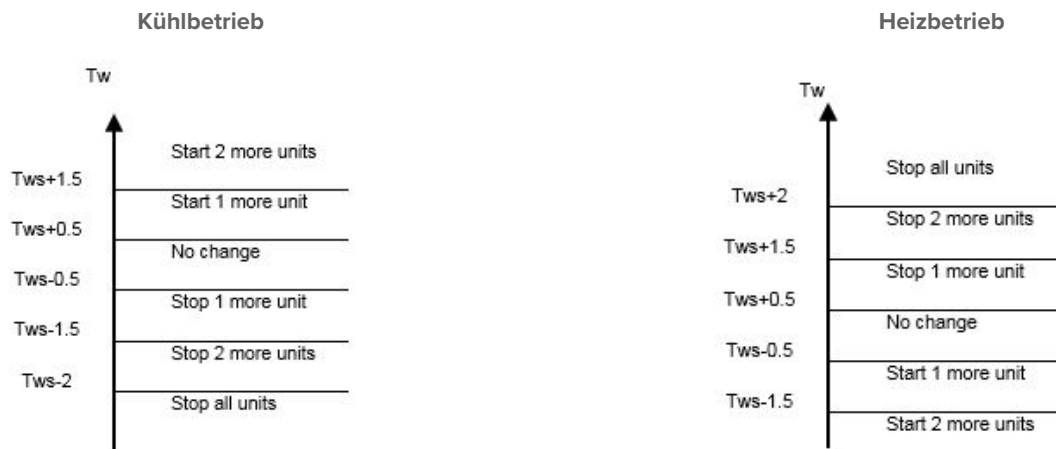 Kühlbetrieb
Tw
Start 2 more units
Tws+1.5
Start 1 more unit
Tws+0.5
No change
Tws-0.5
Stop 1 more unit
Tws-1.5
Stop 2 more units
Tws-2
Stop all units
Heizbetrieb
Tw
Stop all units
Tws+2
Stop 2 more units
Tws+1.5
Stop 1 more unit
Tws+0.5
No change
Tws-0.5
Start 1 more unit
Tws-1.5
Start 2 more units